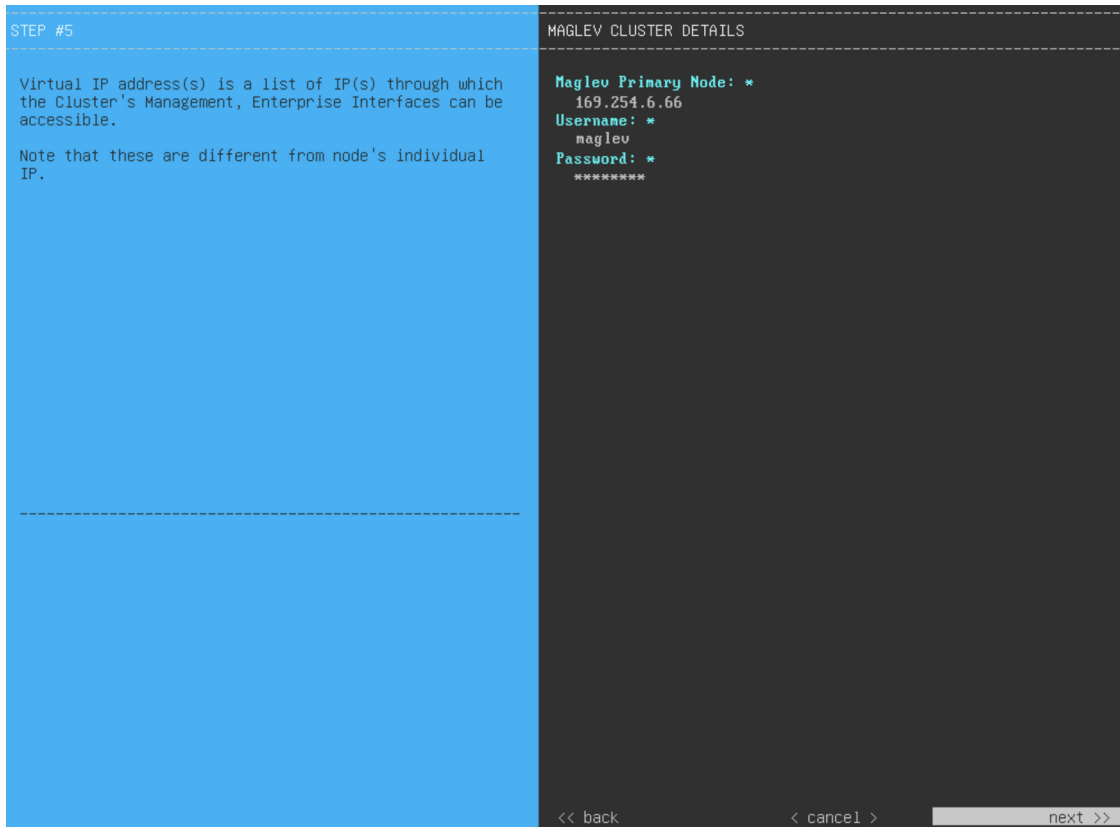 STEP #5
Virtual IP address(s) is a list of IP(s) through which
the Cluster's Management, Enterprise Interfaces can be
accessible.
Note that these are different from node's individual
IP.
MAGLEV CLUSTER DETAILS
Maglev Primary Node: *
169.254.6.66
Username: *
maglev
Password: *
********
<< back
< cancel >
next >>